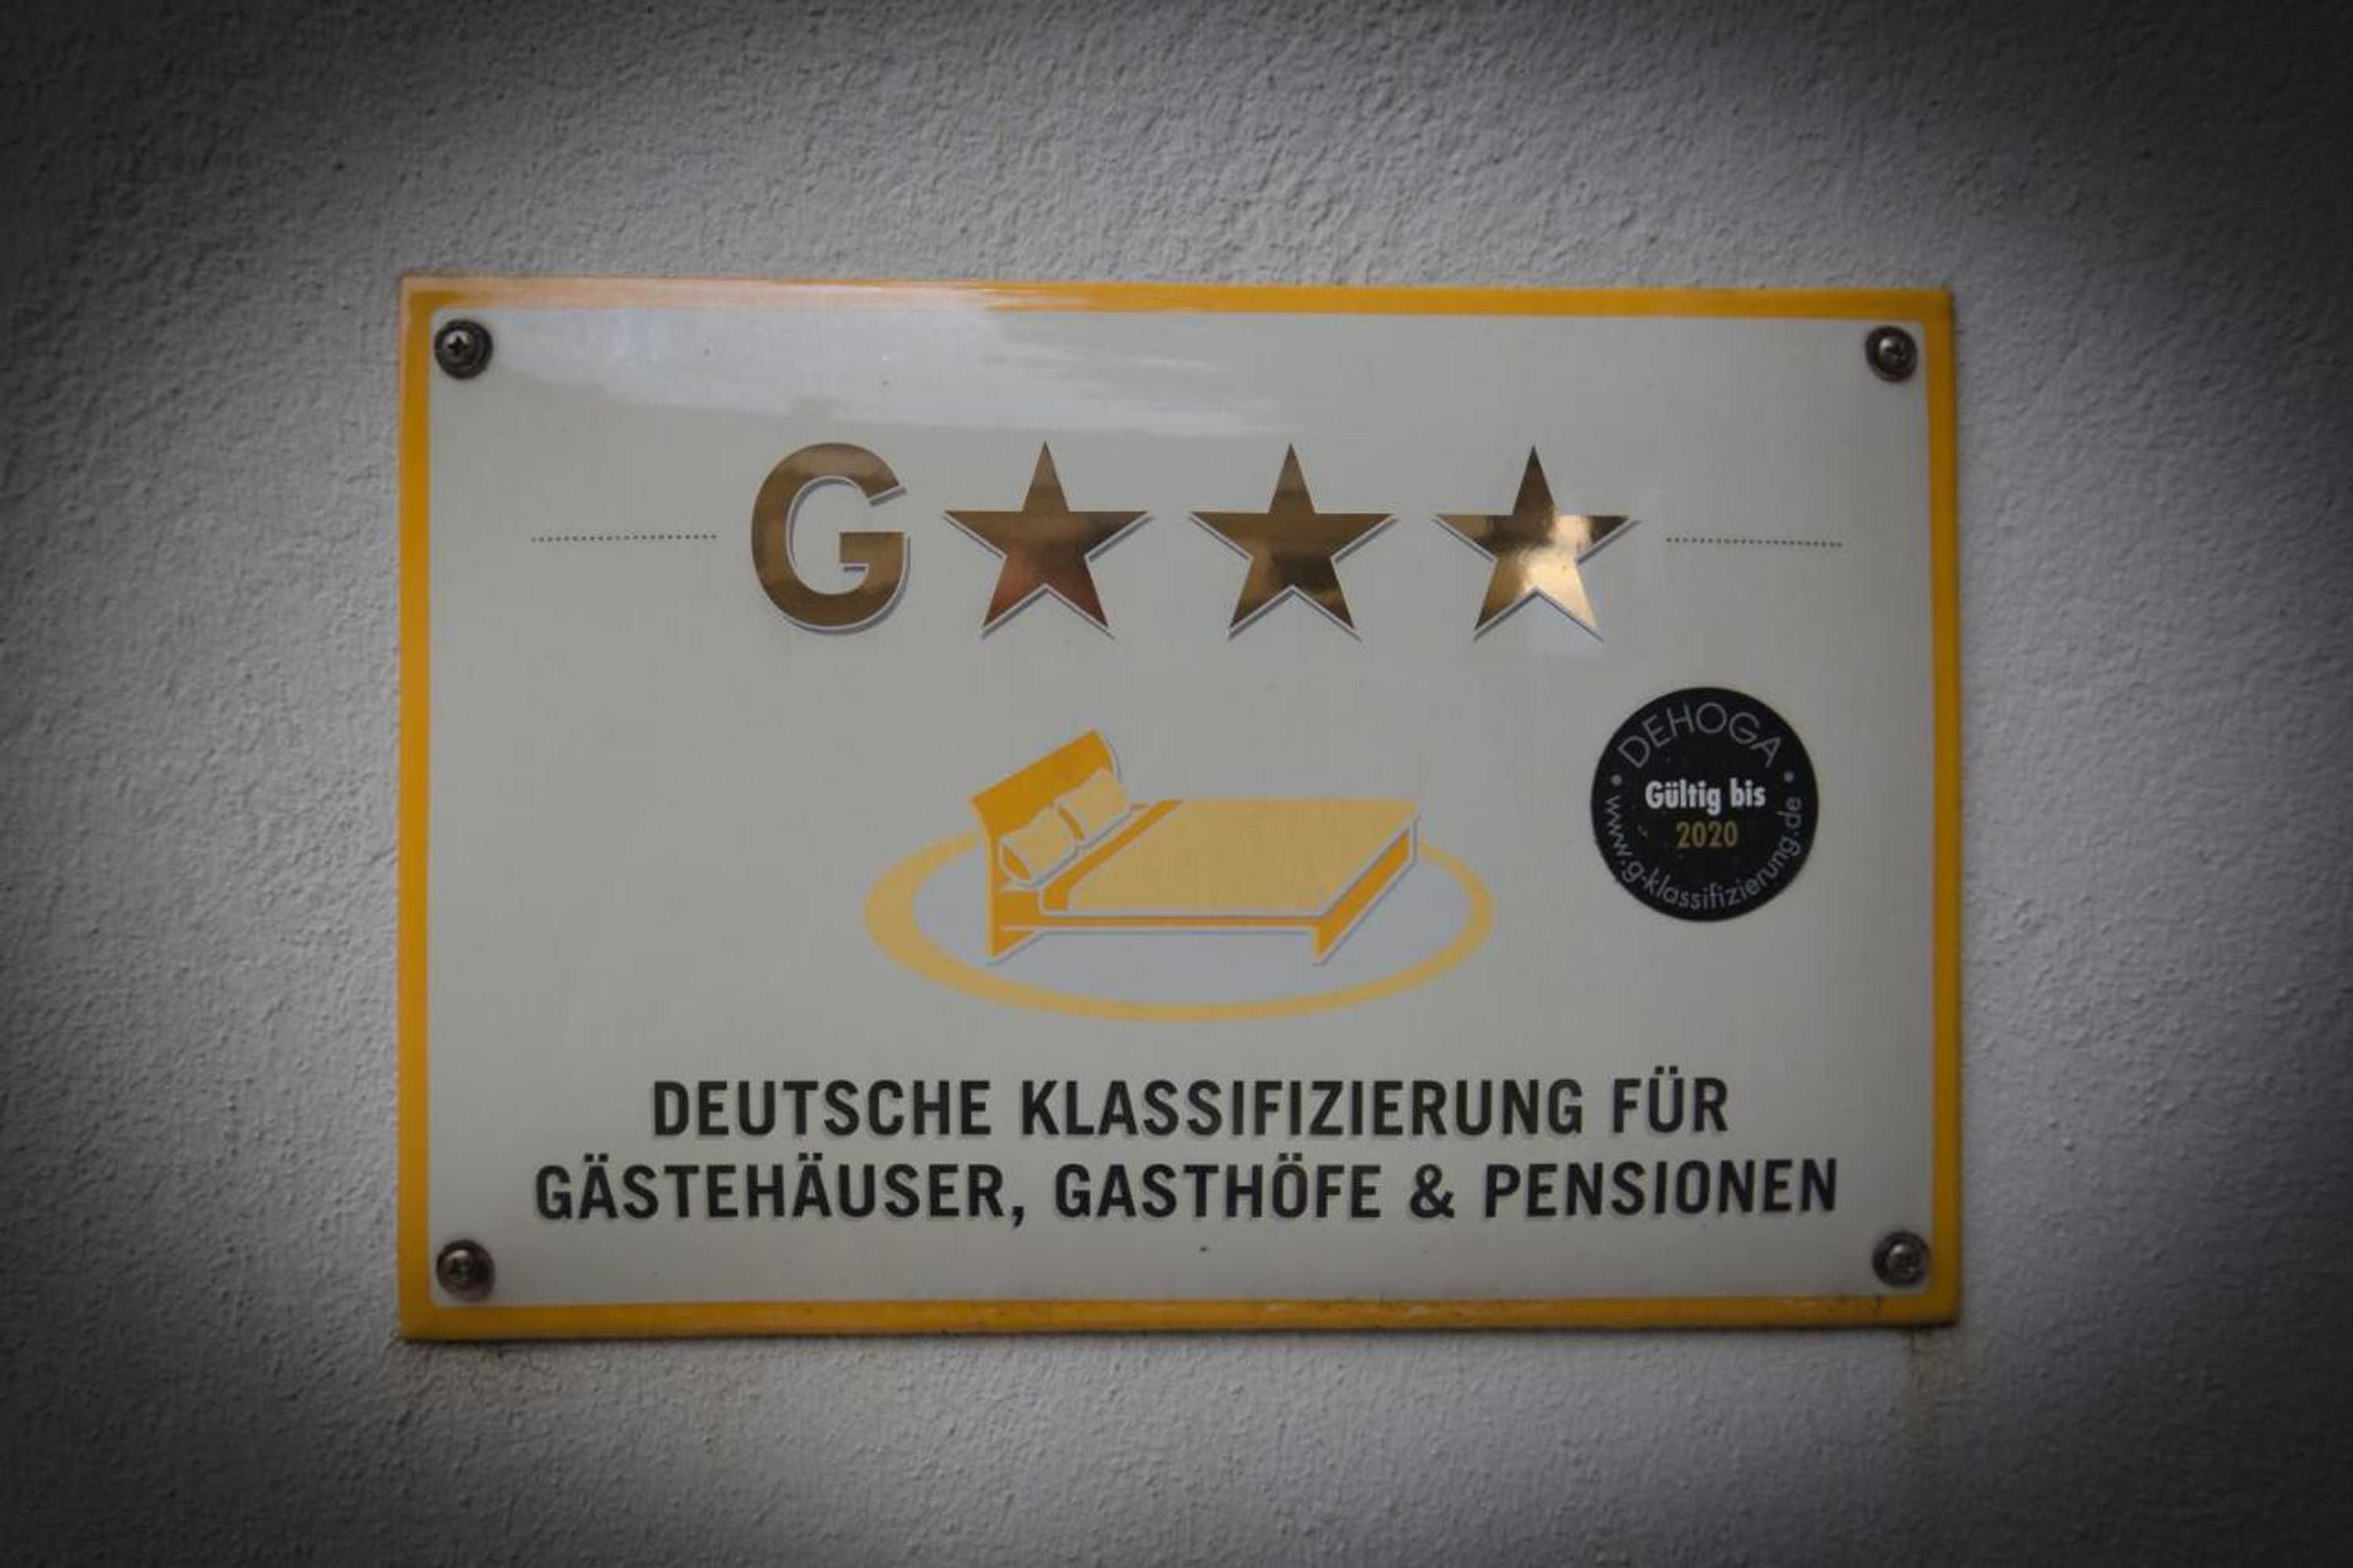 G★★★
DEHOGA
Gültig bis
2020
www.g-klassifizierung.de
DEUTSCHE KLASSIFIZIERUNG FÜR
GÄSTEHÄUSER, GASTHÖFE & PENSIONEN